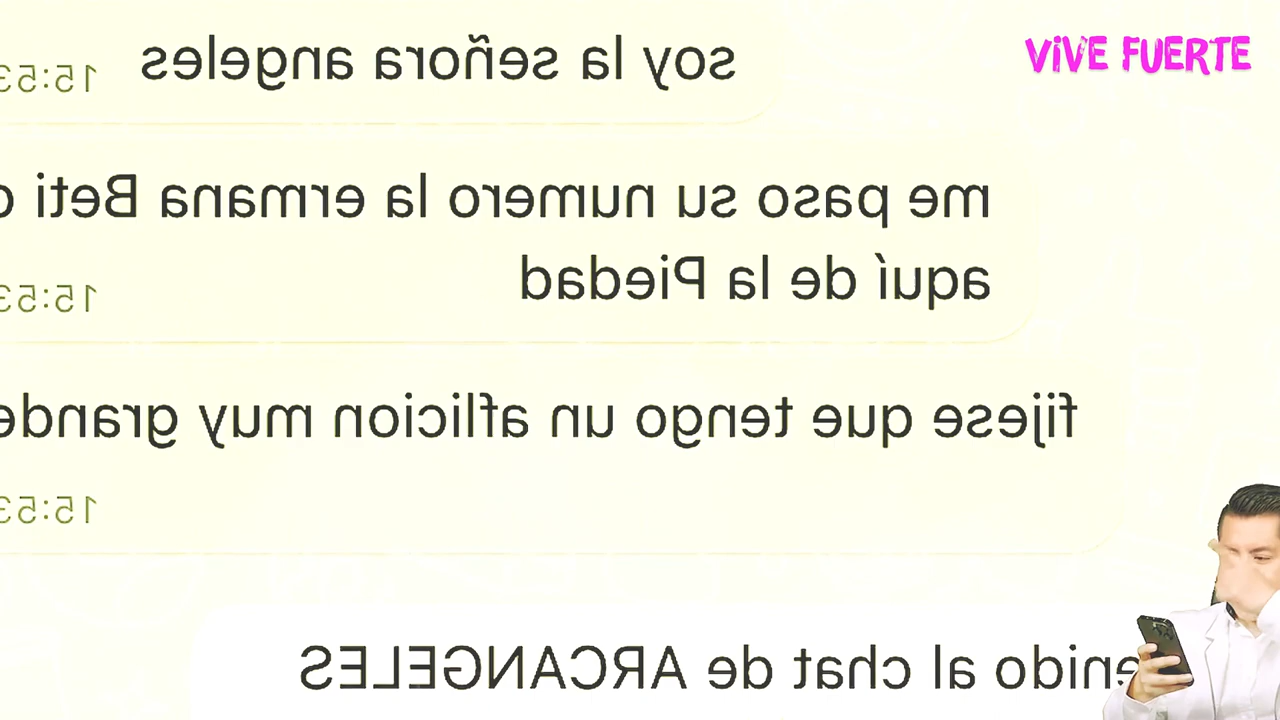 VIVE FUERTE
soy la señora angeles
15:53
me paso su numero la ermana Beti
aquí de la Piedad
15:53
fijese que tengo un aflicion muy grande
15:53
al chat de ARCANGELES